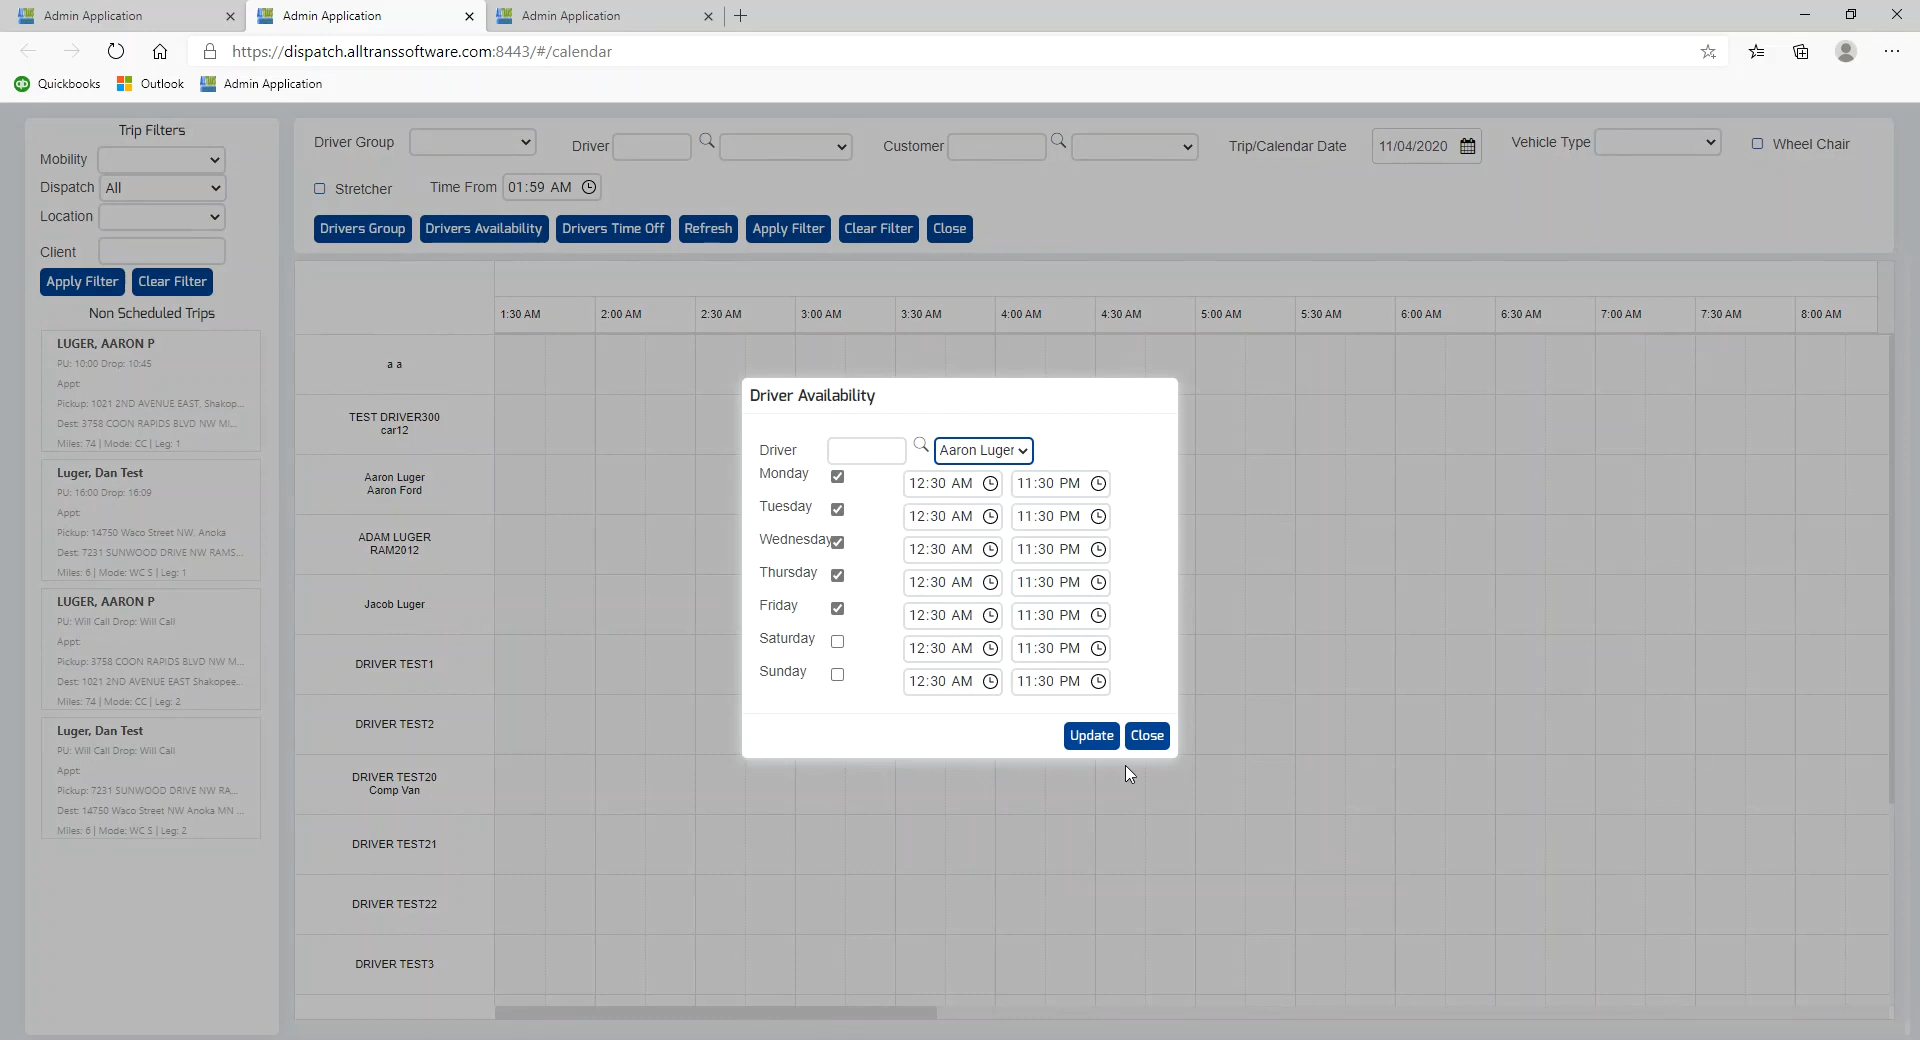 Admin Application
Admin Application
Admin Application
https://dispatch.alltranssoftware.com:8443/#/calendar
Quickbooks Outlook Admin Application
Trip Filters
Mobility
Dispatch All
Location
Client
Apply Filter Clear Filter
Non Scheduled Trips
LUGER, AARON P
PU: 10:00 Drop: 10:45
Appt:
Pickup: 1021 2ND AVENUE EAST, Shakop...
Dest: 3758 COON RAPIDS BLVD NW MI...
Miles: 74 | Mode: CC | Leg: 1
Luger, Dan Test
PU: 16:00 Drop: 16:09
Appt:
Pickup: 14750 Waco Street NW, Anoka
Dest: 7231 SUNWOOD DRIVE NW RAMS...
Miles: 6 | Mode: WC S | Leg: 1
LUGER, AARON P
PU: Will Call Drop: Will Call
Appt:
Pickup: 3758 COON RAPIDS BLVD NW M...
Dest: 1021 2ND AVENUE EAST Shakopee...
Miles: 74 | Mode: CC | Leg: 2
Luger, Dan Test
PU: Will Call Drop: Will Call
Appt:
Pickup: 7231 SUNWOOD DRIVE NW RA...
Dest: 14750 Waco Street NW Anoka MN ...
Miles: 6 | Mode: WC S | Leg: 2
Driver Group Driver Customer Trip/Calendar Date 11/04/2020 Vehicle Type Wheel Chair
Stretcher Time From 01:59 AM
Drivers Group Drivers Availability Drivers Time Off Refresh Apply Filter Clear Filter Close
1:30 AM 2:00 AM 2:30 AM 3:00 AM 3:30 AM 4:00 AM 4:30 AM 5:00 AM 5:30 AM 6:00 AM 6:30 AM 7:00 AM 7:30 AM 8:00 AM
a a
TEST DRIVER300
car12
Aaron Luger
Aaron Ford
ADAM LUGER
RAM2012
Jacob Luger
DRIVER TEST1
DRIVER TEST2
DRIVER TEST20
Comp Van
DRIVER TEST21
DRIVER TEST22
DRIVER TEST3
Driver Availability
Driver Aaron Luger
Monday 12:30 AM 11:30 PM
Tuesday 12:30 AM 11:30 PM
Wednesday 12:30 AM 11:30 PM
Thursday 12:30 AM 11:30 PM
Friday 12:30 AM 11:30 PM
Saturday 12:30 AM 11:30 PM
Sunday 12:30 AM 11:30 PM
Update Close